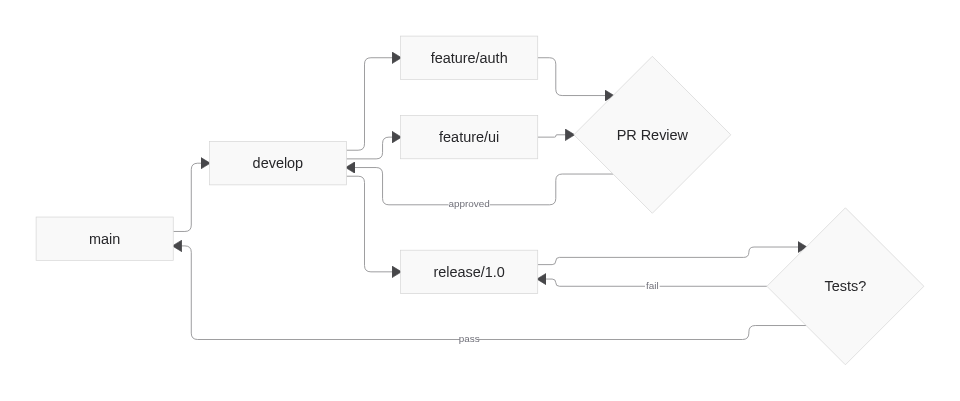 feature/auth
feature/ui
PR Review
develop
approved
main
release/1.0
fail
Tests?
pass